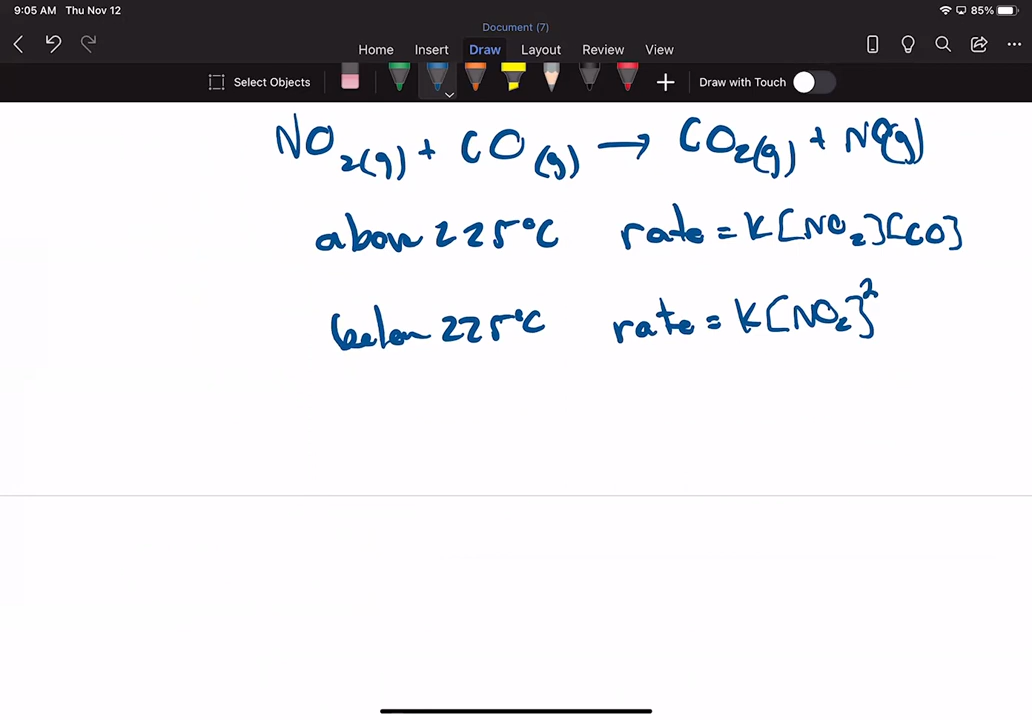 9:05 AM Thu Nov 12 85%
Document (7)
Home Insert Draw Layout Review View
Select Objects Draw with Touch
NO₂(g) + CO(g) → CO₂(g) + NO(g)
above 225°C rate = K[NO₂][CO]
below 225°C rate = K[NO₂]²